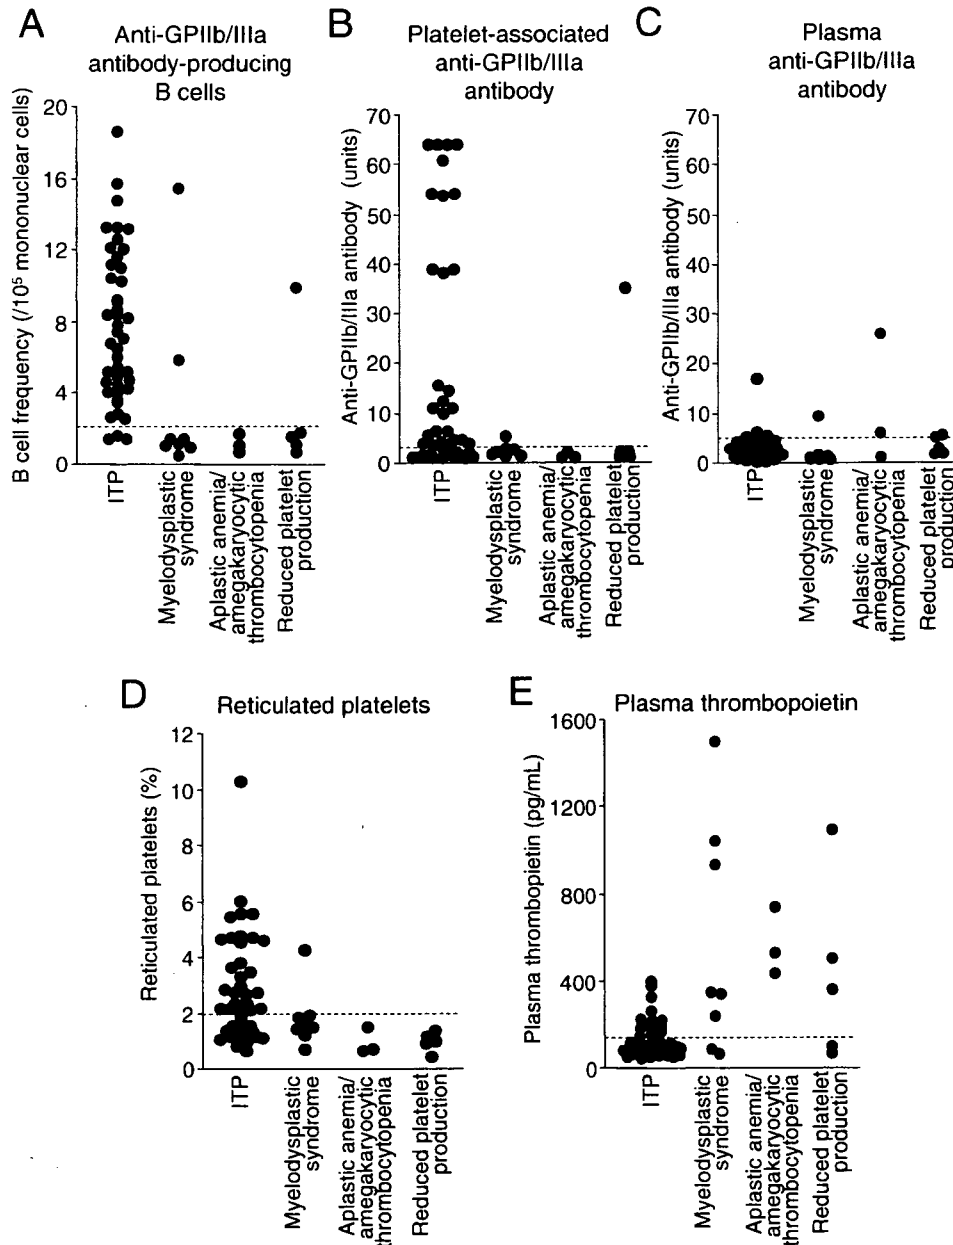 A
Anti-GPIIb/IIIa
antibody-producing
B cells
B cell frequency (/10⁵ mononuclear cells)
20
16
12
8
4
0
ITP
Myelodysplastic
syndrome
Aplastic anemia/
amegakaryocytic
thrombocytopenia
Reduced platelet
production
B
Platelet-associated
anti-GPIIb/IIIa
antibody
Anti-GPIIb/IIIa antibody (units)
70
60
50
40
30
20
10
0
ITP
Myelodysplastic
syndrome
Aplastic anemia/
amegakaryocytic
thrombocytopenia
Reduced platelet
production
C
Plasma
anti-GPIIb/IIIa
antibody
Anti-GPIIb/IIIa antibody (units)
70
60
50
40
30
20
10
0
ITP
Myelodysplastic
syndrome
Aplastic anemia/
amegakaryocytic
thrombocytopenia
Reduced platelet
production
D
Reticulated platelets
Reticulated platelets (%)
12
10
8
6
4
2
0
ITP
Myelodysplastic
syndrome
Aplastic anemia/
amegakaryocytic
thrombocytopenia
Reduced platelet
production
E
Plasma thrombopoietin
Plasma thrombopietin (pg/mL)
1600
1200
800
400
0
ITP
Myelodysplastic
syndrome
Aplastic anemia/
amegakaryocytic
thrombocytopenia
Reduced platelet
production